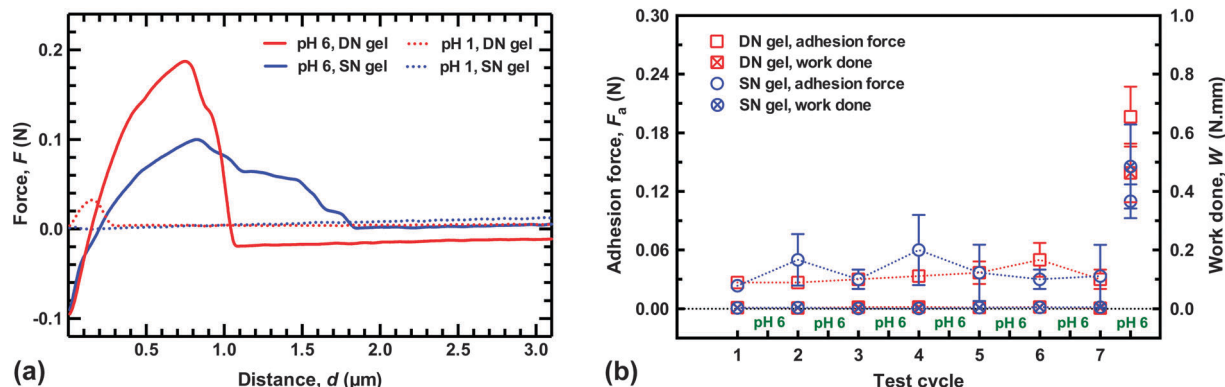 0.2
0.1
0.0
-0.1
Force, F (N)
pH 6, DN gel
pH 6, SN gel
pH 1, DN gel
pH 1, SN gel
0.5
1.0
1.5
2.0
2.5
3.0
Distance, d (µm)
(a)
0.30
0.24
0.18
0.12
0.06
0.00
Adhesion force, Fa (N)
DN gel, adhesion force
DN gel, work done
SN gel, adhesion force
SN gel, work done
1.0
0.8
0.6
0.4
0.2
0.0
Work done, W (N.mm)
pH 6 pH 6 pH 6 pH 6 pH 6 pH 6 pH 6
1 2 3 4 5 6 7
Test cycle
(b)